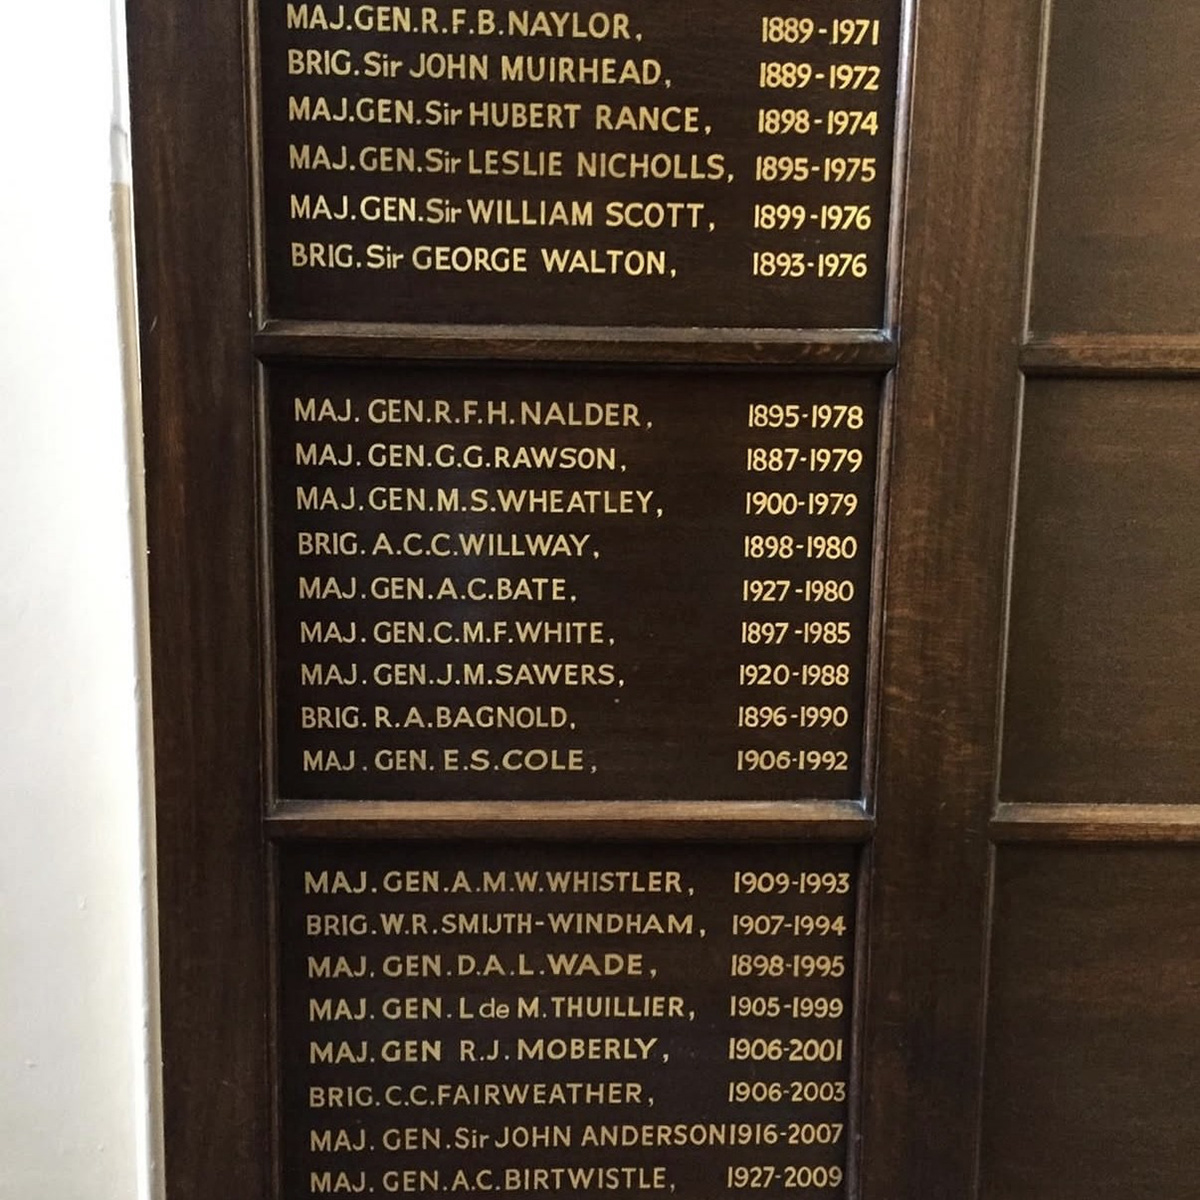 MAJ.GEN.R.F.B.NAYLOR, 1889-1971
BRIG.Sir JOHN MUIRHEAD, 1889-1972
MAJ.GEN.Sir HUBERT RANCE, 1898-1974
MAJ.GEN.Sir LESLIE NICHOLLS, 1895-1975
MAJ.GEN.Sir WILLIAM SCOTT, 1899-1976
BRIG.Sir GEORGE WALTON, 1893-1976
MAJ. GEN.R.F.H.NALDER, 1895-1978
MAJ. GEN.G.G.RAWSON, 1887-1979
MAJ.GEN.M.S.WHEATLEY, 1900-1979
BRIG. A.C.C.WILLWAY, 1898-1980
MAJ.GEN.A.C.BATE, 1927-1980
MAJ. GEN.C.M.F.WHITE, 1897-1985
MAJ. GEN.J.M.SAWERS, 1920-1988
BRIG. R.A.BAGNOLD, 1896-1990
MAJ. GEN. E.S.COLE, 1906-1992
MAJ. GEN.A.M.W.WHISTLER, 1909-1993
BRIG.W.R.SMIJTH-WINDHAM, 1907-1994
MAJ. GEN.D.A.L.WADE, 1898-1995
MAJ. GEN.L de M.THUILLIER, 1905-1999
MAJ.GEN R.J.MOBERLY, 1906-2001
BRIG.C.C.FAIRWEATHER, 1906-2003
MAJ. GEN.Sir JOHN ANDERSON 1916-2007
MAJ. GEN.A.C.BIRTWISTLE, 1927-2009